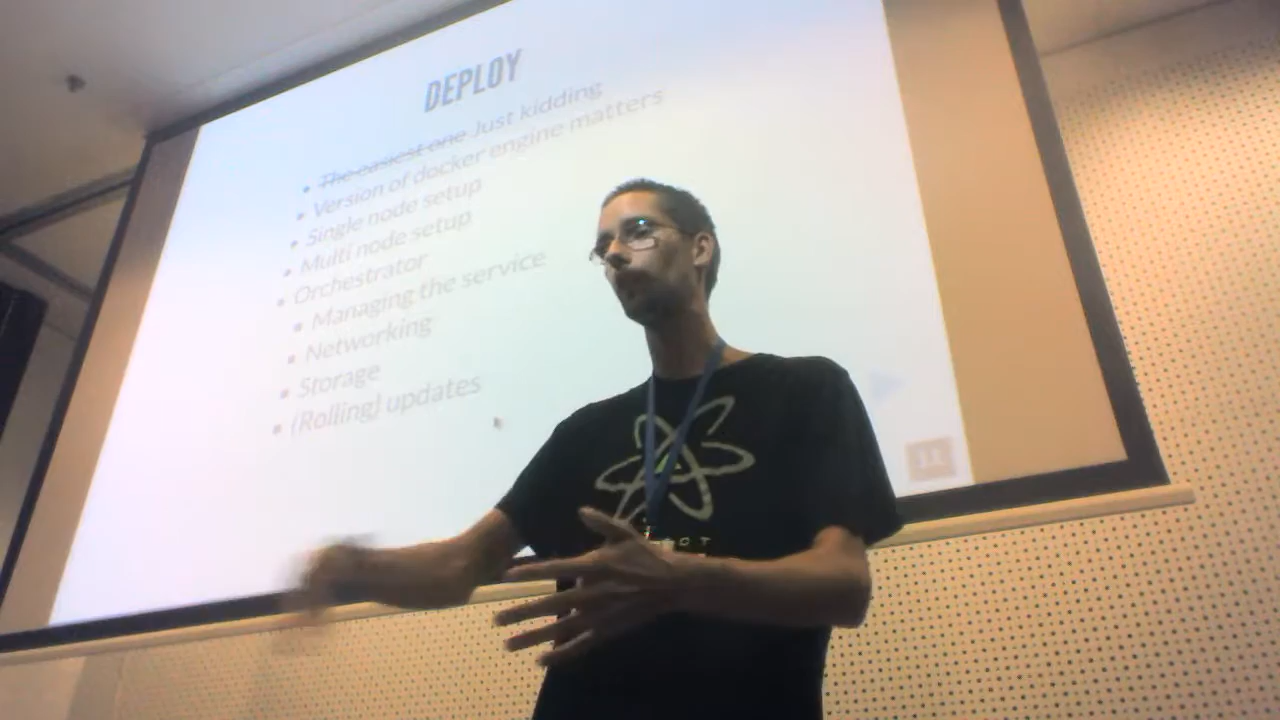 DEPLOY
The easiest one Just kidding
Version of docker engine matters
Single node setup
Multi node setup
Orchestrator
Managing the service
Networking
Storage
(Rolling) updates